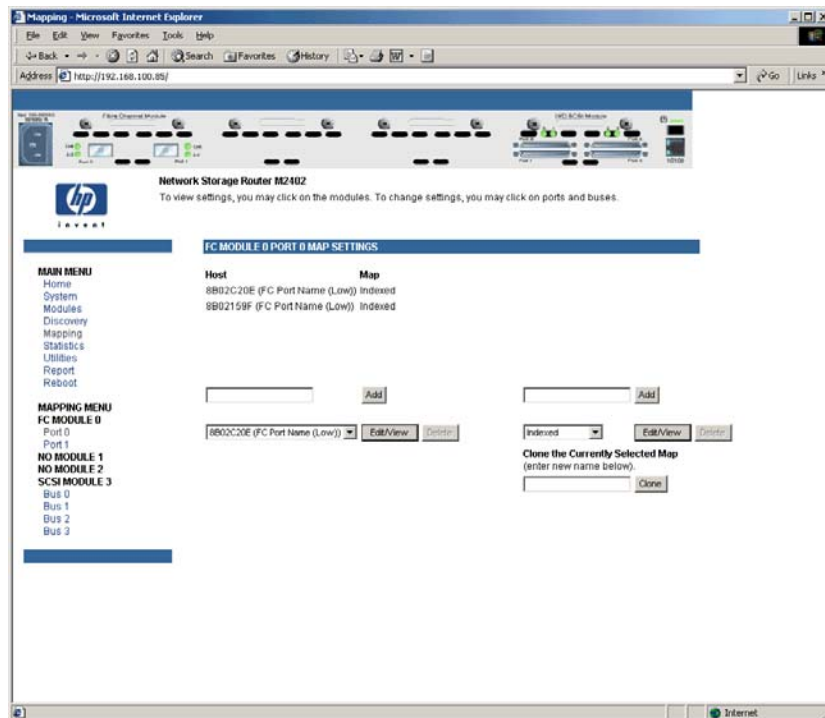 Mapping - Microsoft Internet Explorer
File Edit View Favorites Tools Help
Back Search Favorites History
Address http://192.168.100.85/ Go Links
Fibre Channel Module
hp
invent
Network Storage Router M2402
To view settings, you may click on the modules. To change settings, you may click on ports and buses.
FC MODULE 0 PORT 0 MAP SETTINGS
MAIN MENU
Home
System
Modules
Discovery
Mapping
Statistics
Utilities
Report
Reboot
MAPPING MENU
FC MODULE 0
Port 0
Port 1
NO MODULE 1
NO MODULE 2
SCSI MODULE 3
Bus 0
Bus 1
Bus 2
Bus 3
Host Map
8B02C20E (FC Port Name (Low)) Indexed
8B02159F (FC Port Name (Low)) Indexed
Add Add
8B02C20E (FC Port Name (Low)) Edit/View Delete Indexed Edit/View Delete
Clone the Currently Selected Map
(enter new name below).
Clone
Internet